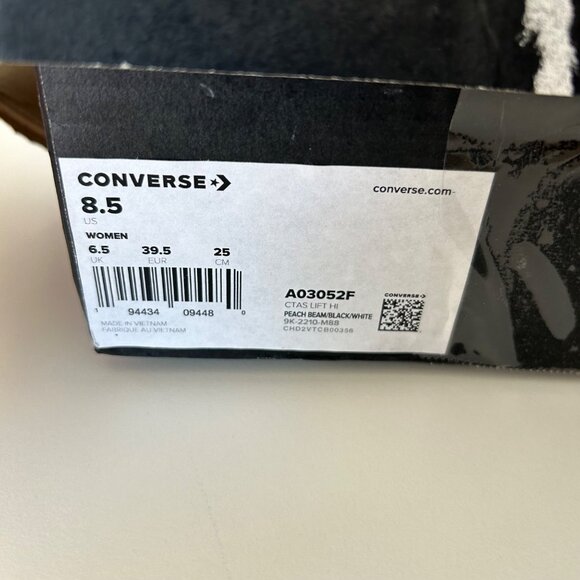 CONVERSE
converse.com
8.5
US
WOMEN
6.5 39.5 25
UK EUR CM
94434 09448 0
MADE IN VIETNAM
FABRIQUE AU VIETNAM
A03052F
CTAS LIFT HI
PEACH BEAM/BLACK/WHITE
9K-2210-M88
CHD2VTCB00356
CONVERSE